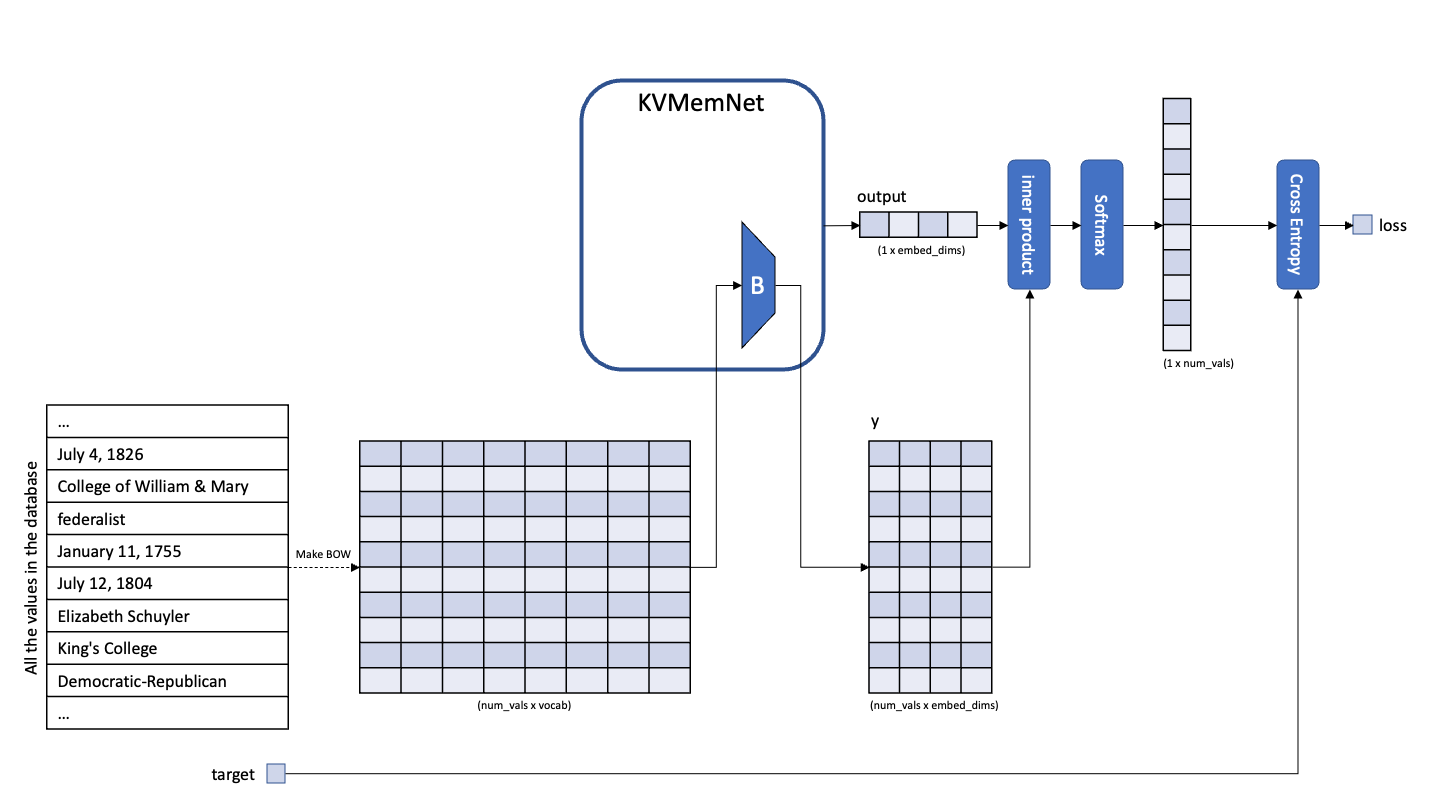 KVMemNet
B
output
(1 x embed_dims)
inner product
Softmax
(1 x num_vals)
Cross Entropy
loss
All the values in the database
...
July 4, 1826
College of William & Mary
federalist
January 11, 1755
July 12, 1804
Elizabeth Schuyler
King's College
Democratic-Republican
...
Make BOW
(num_vals x vocab)
y
(num_vals x embed_dims)
target